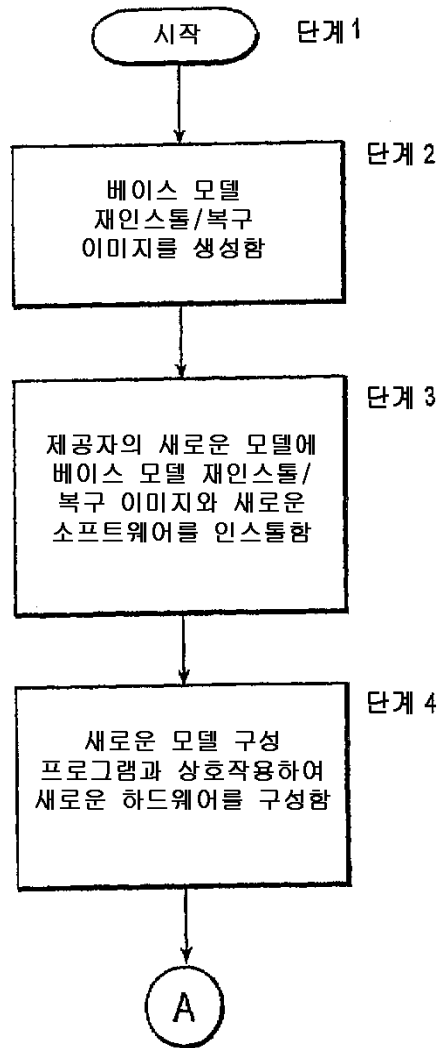 시작
단계 1
단계 2
베이스 모델
재인스톨/복구
이미지를 생성함
단계 3
제공자의 새로운 모델에
베이스 모델 재인스톨/
복구 이미지와 새로운
소프트웨어를 인스톨함
단계 4
새로운 모델 구성
프로그램과 상호작용하여
새로운 하드웨어를 구성함
A